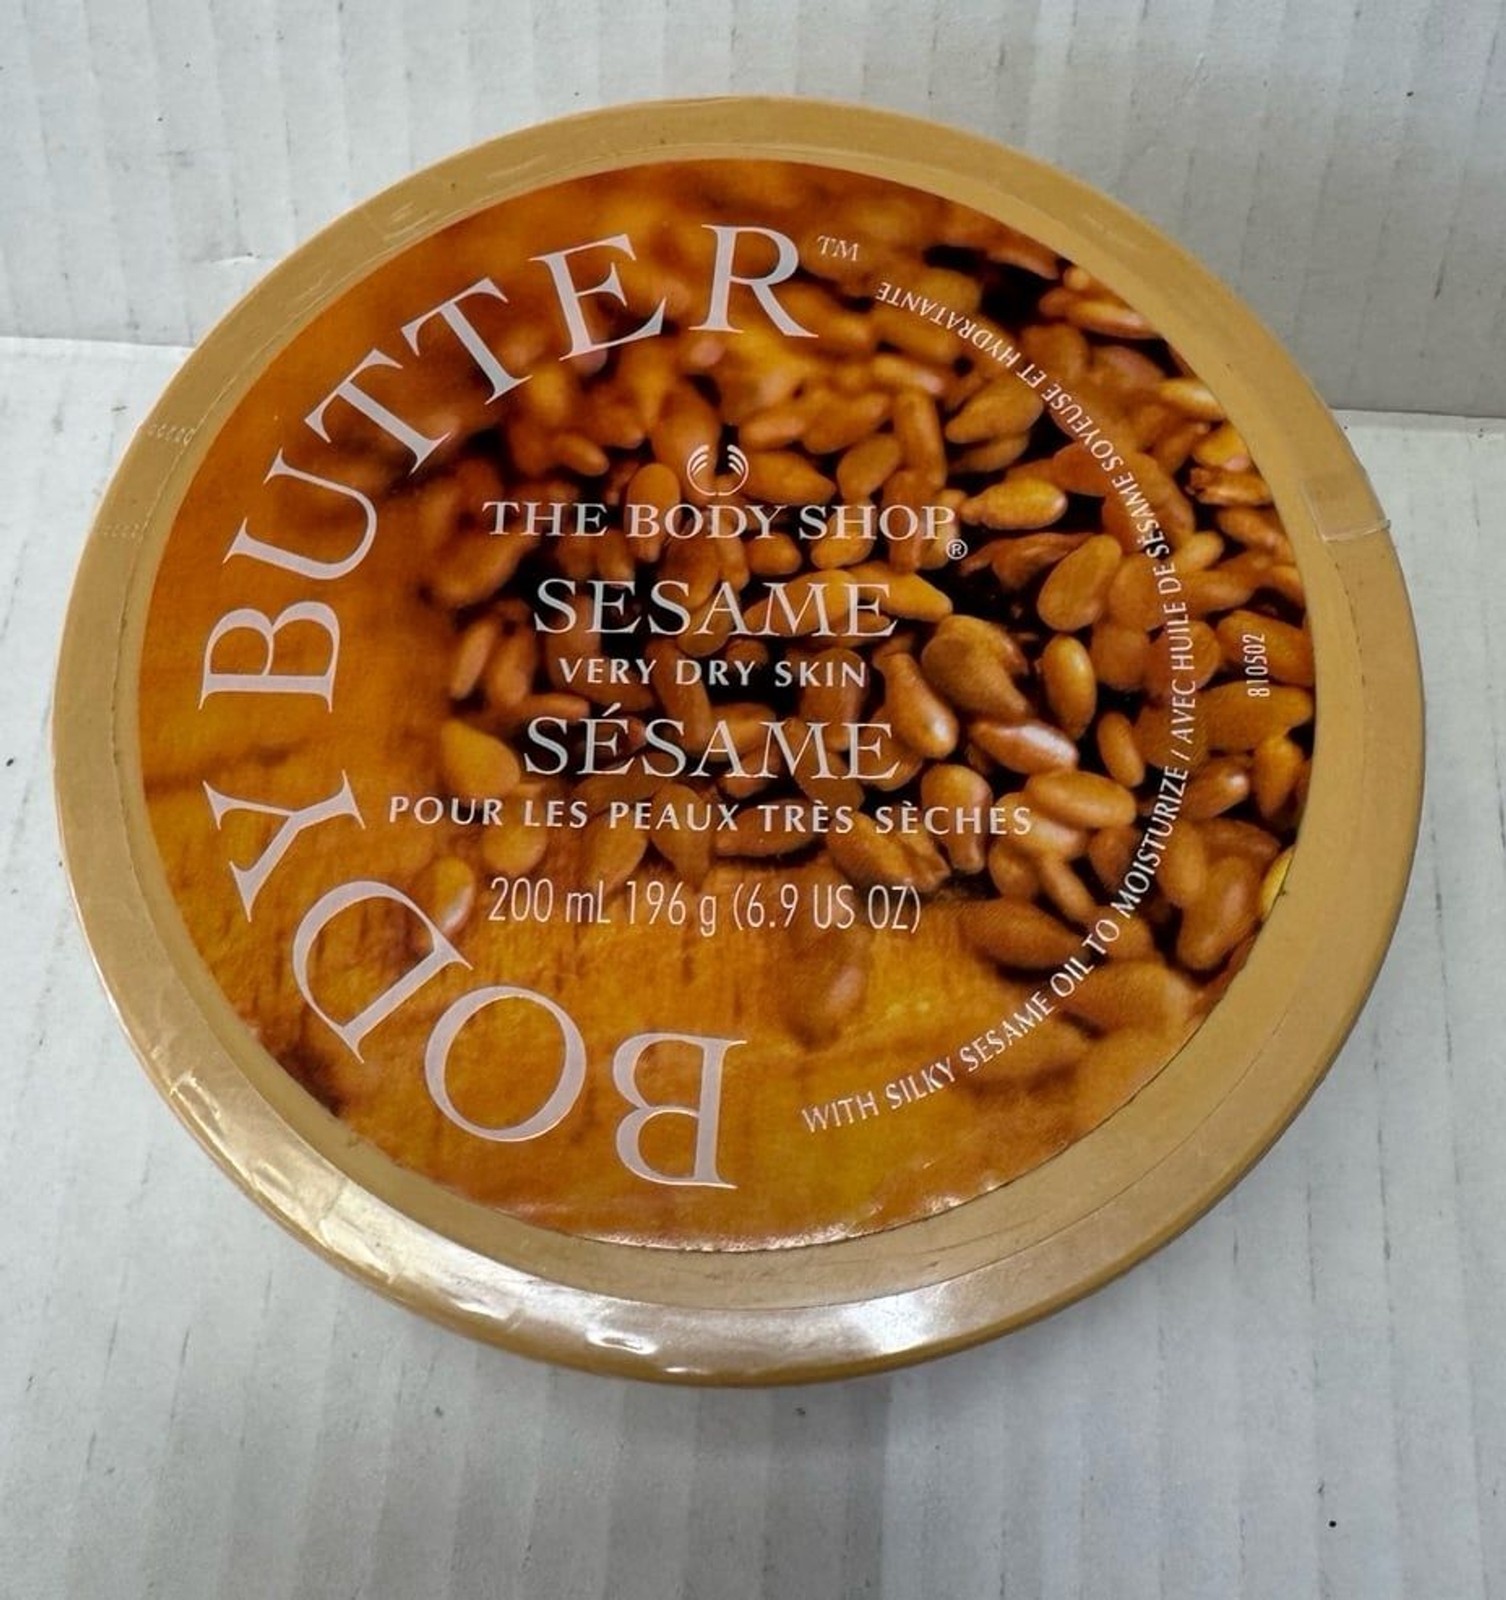 BODY BUTTER™
THE BODY SHOP®
SESAME
VERY DRY SKIN
SÉSAME
POUR LES PEAUX TRÈS SÈCHES
200 mL 196 g (6.9 US OZ)
WITH SILKY SESAME OIL TO MOISTURIZE / AVEC HUILE DE SÉSAME SOYEUSE ET HYDRATANTE
810502